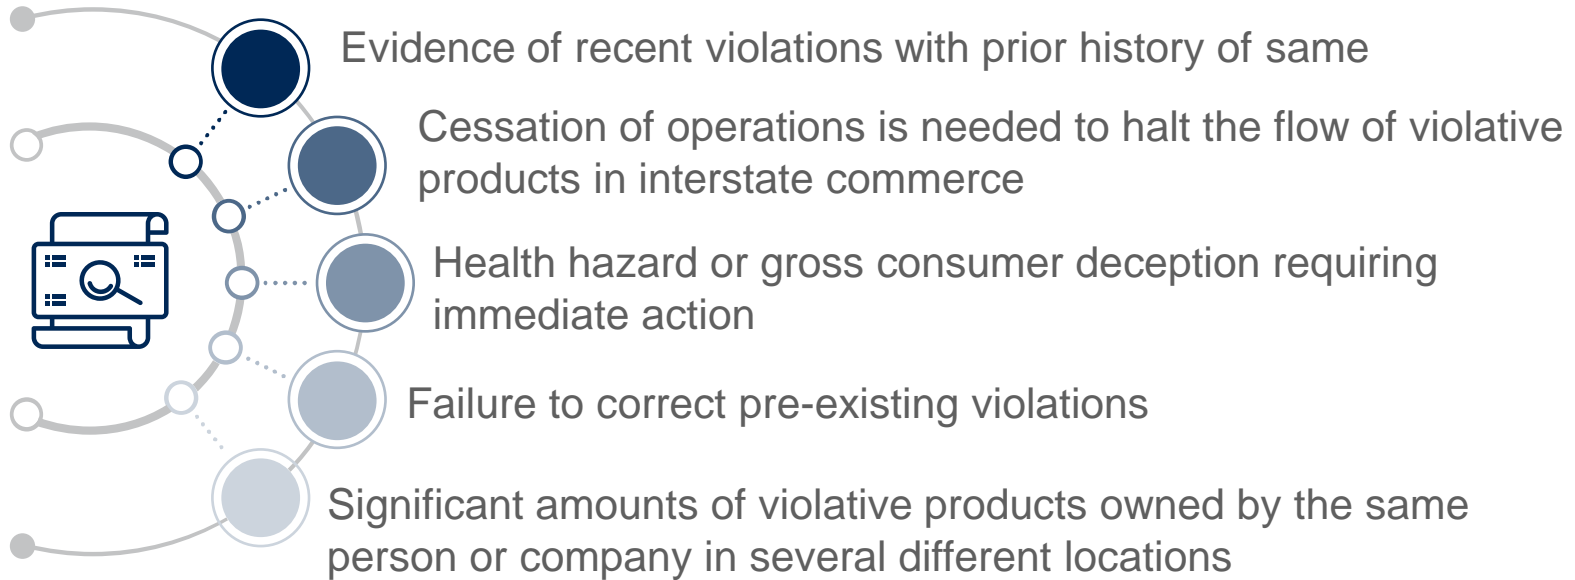 Evidence of recent violations with prior history of same
Cessation of operations is needed to halt the flow of violative
products in interstate commerce
Health hazard or gross consumer deception requiring
immediate action
Failure to correct pre-existing violations
Significant amounts of violative products owned by the same
person or company in several different locations